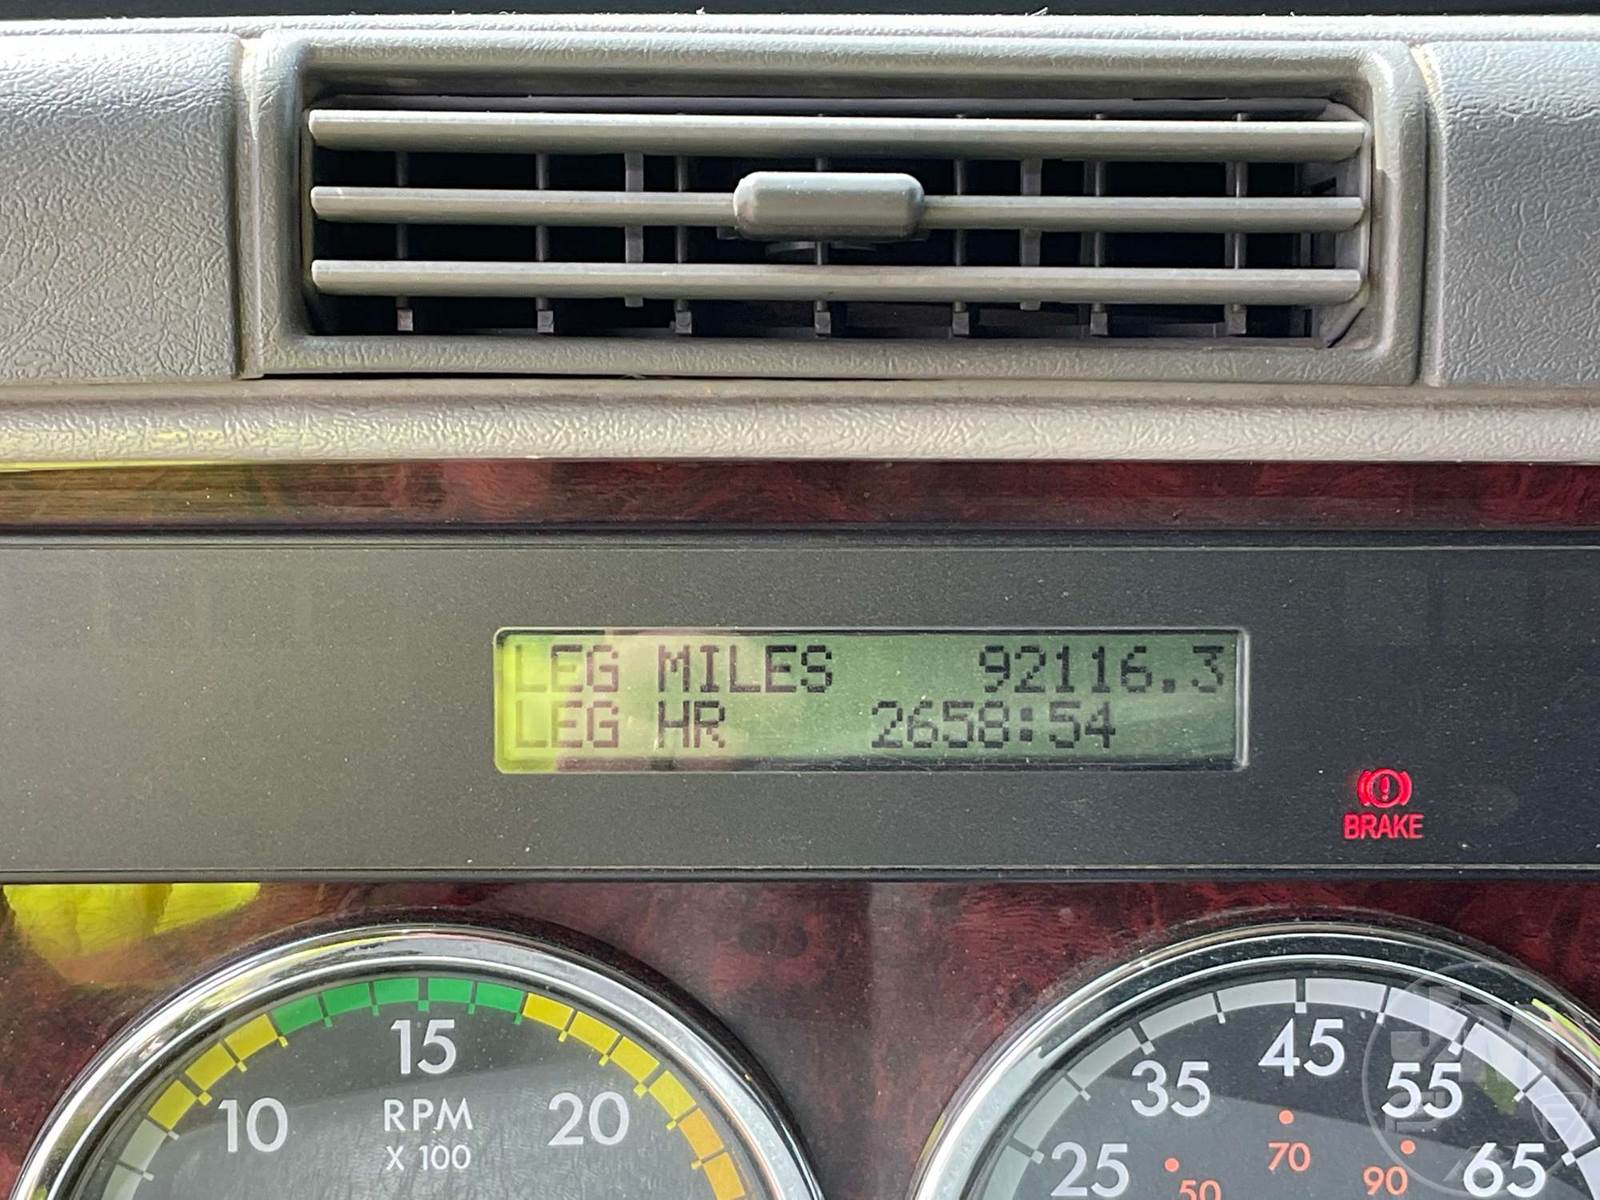 LEG MILES 92116.3
LEG HR 2658:54
BRAKE
10 15 20
RPM
X 100
25 35 45 55 65
50 70 90